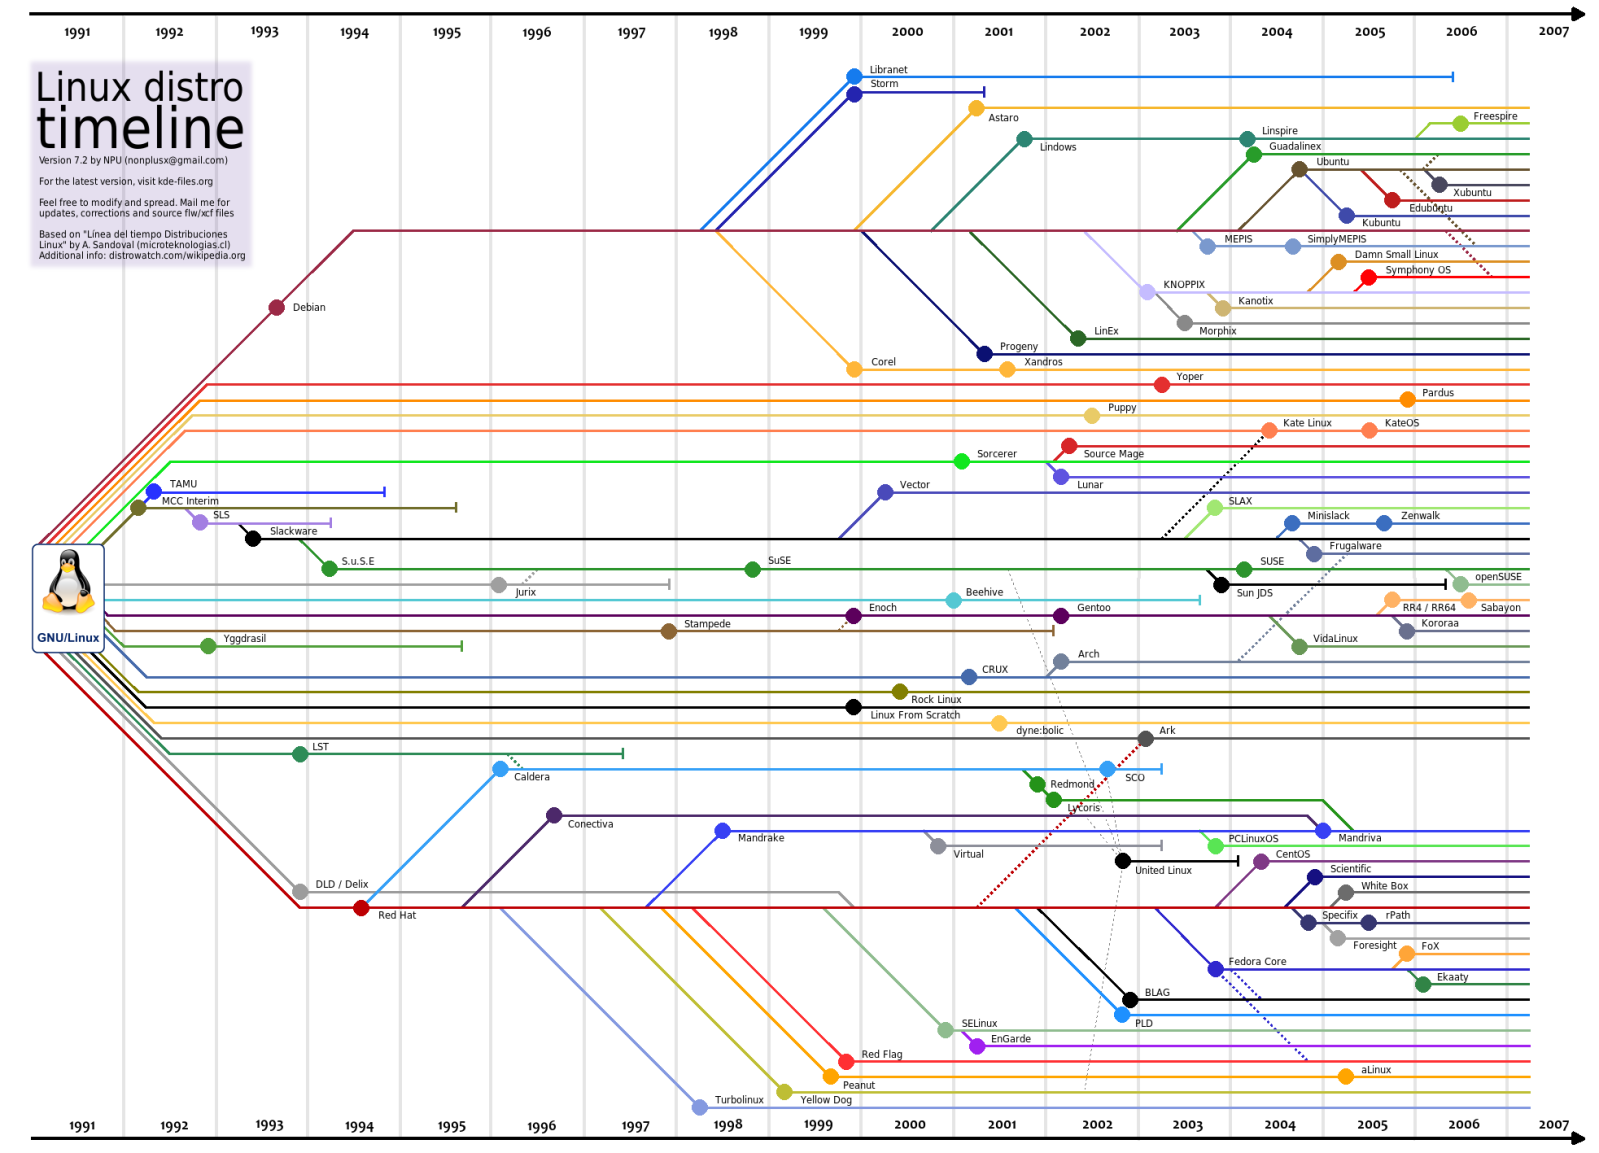 1991 1992 1993 1994 1995 1996 1997 1998 1999 2000 2001 2002 2003 2004 2005 2006 2007
Linux distro
timeline
Version 7.2 by NPU (nonplusx@gmail.com)
For the latest version, visit kde-files.org
Feel free to modify and spread. Mail me for
updates, corrections and source flw/xcf files
Based on "Línea del tiempo Distribuciones
Linux" by A. Sandoval (microteknologias.cl)
Additional info: distrowatch.com/wikipedia.org
Libranet
Storm
Astaro
Freespire
Lindows
Linspire
Guadalinex
Ubuntu
Xubuntu
Edubuntu
Kubuntu
MEPIS
SimplyMEPIS
Damn Small Linux
Symphony OS
KNOPPIX
Kanotix
Debian
Morphix
LinEx
Progeny
Corel
Xandros
Yoper
Pardus
Puppy
Kate Linux
KateOS
Source Mage
Sorcerer
Lunar
TAMU
Vector
MCC Interim
SLAX
SLS
Minislack
Zenwalk
Slackware
Frugalware
S.u.S.E
SuSE
SUSE
openSUSE
Jurix
Sun JDS
Beehive
RR4 / RR64
Sabayon
Enoch
Gentoo
Stampede
Kororaa
GNU/Linux
Yggdrasil
VidaLinux
Arch
CRUX
Rock Linux
Linux From Scratch
dyne:bolic
Ark
LST
Caldera
SCO
Redmond
Lycoris
Conectiva
Mandrake
Mandriva
Virtual
PCLinuxOS
United Linux
CentOS
Scientific
DLD / Delix
White Box
Red Hat
Specifix
rPath
Foresight
FoX
Fedora Core
Ekaaty
BLAG
PLD
SELinux
EnGarde
Red Flag
Peanut
aLinux
Yellow Dog
Turbolinux
1991 1992 1993 1994 1995 1996 1997 1998 1999 2000 2001 2002 2003 2004 2005 2006 2007